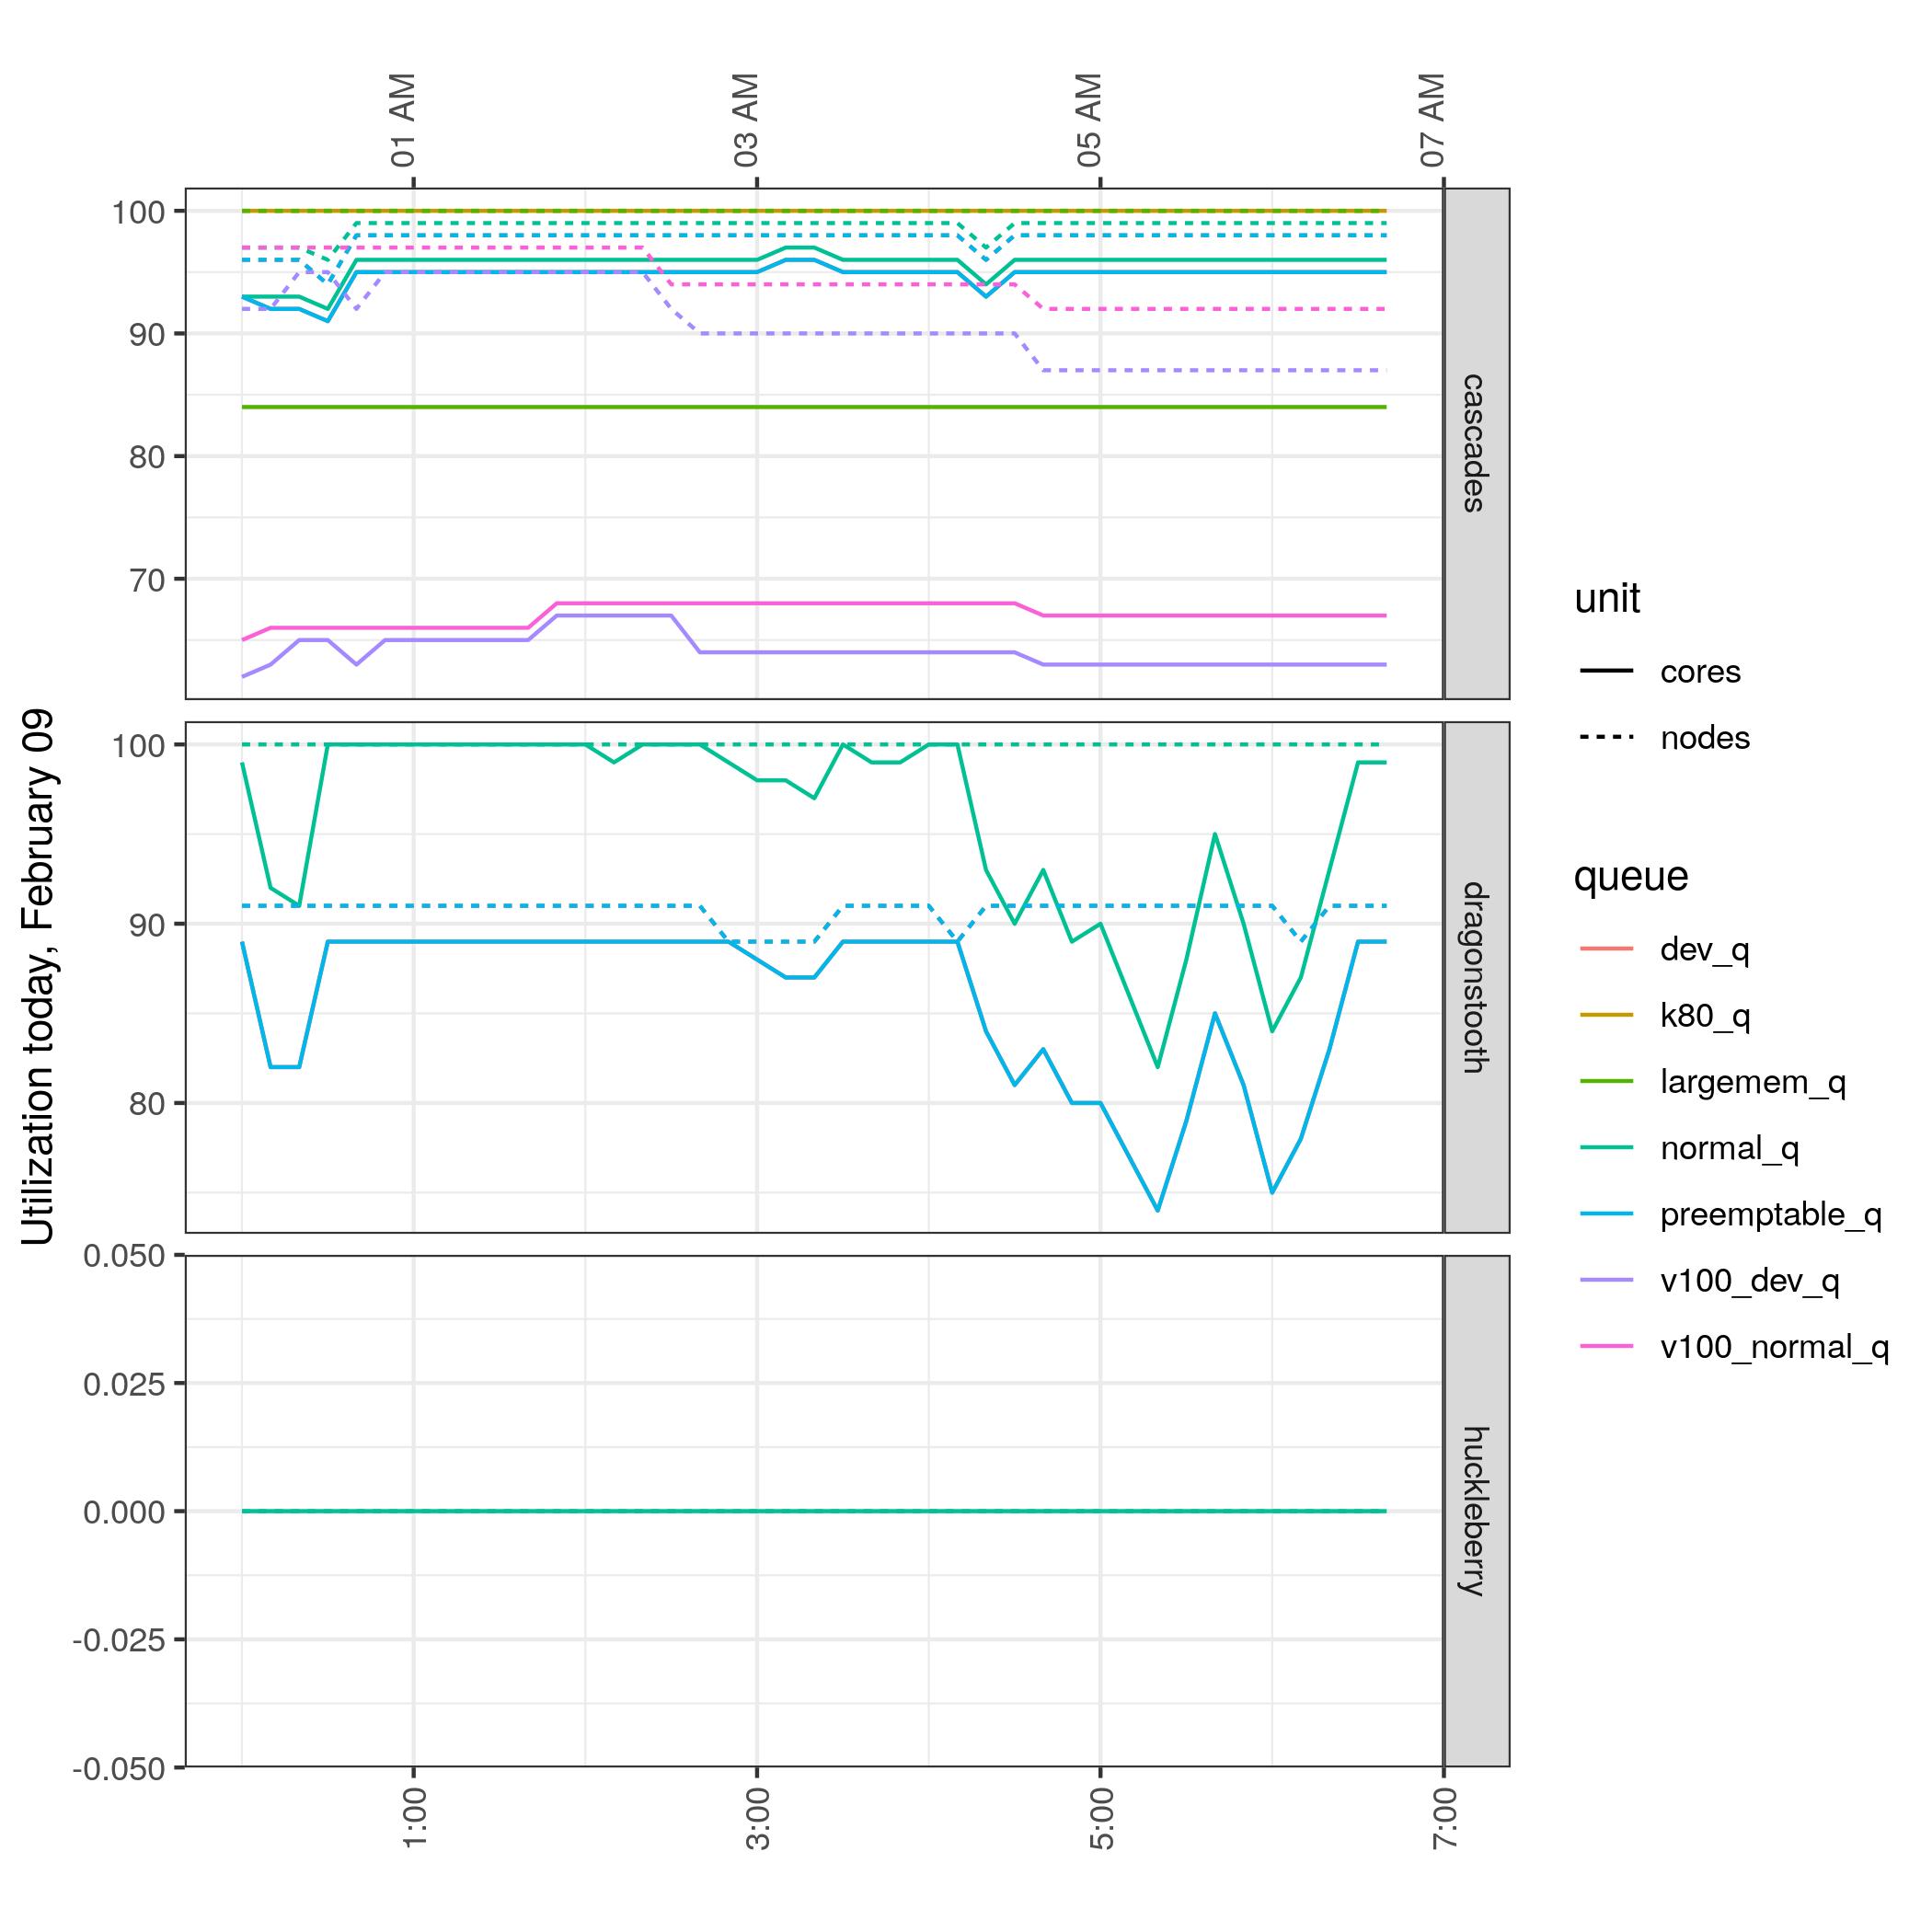 01 AM
03 AM
05 AM
07 AM
Utilization today, February 09
100
90
80
70
cascades
100
90
80
dragonstooth
0.050
0.025
0.000
-0.025
-0.050
huckleberry
1:00
3:00
5:00
7:00
unit
cores
nodes
queue
dev_q
k80_q
largemem_q
normal_q
preemptable_q
v100_dev_q
v100_normal_q